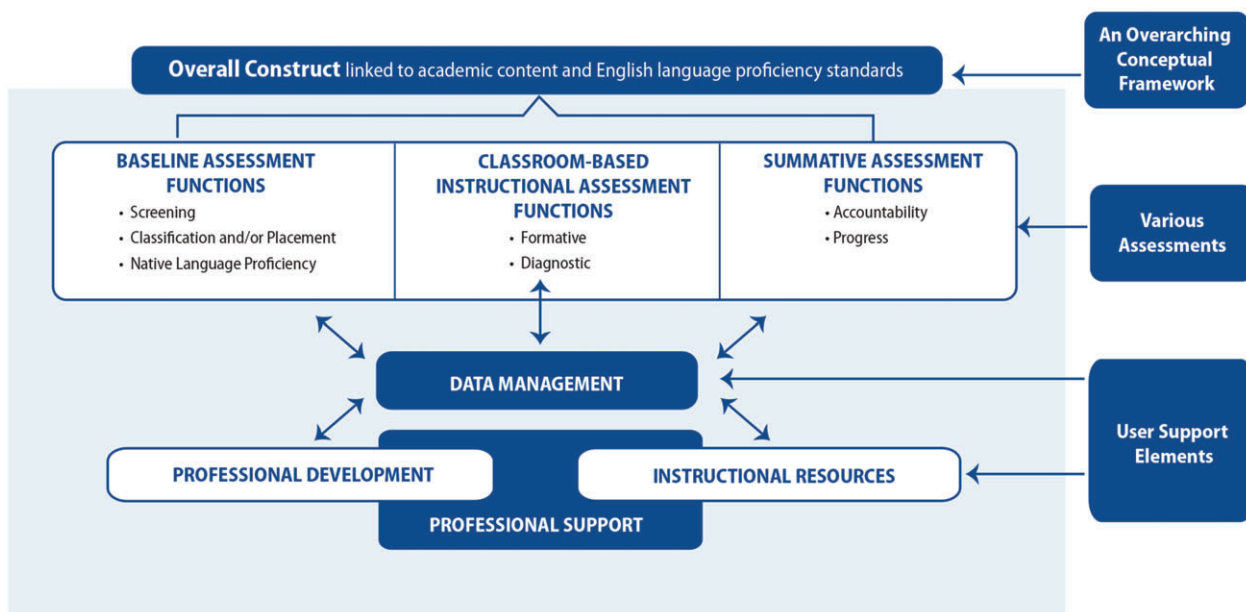 An Overarching
Conceptual
Framework
Overall Construct linked to academic content and English language proficiency standards
BASELINE ASSESSMENT
FUNCTIONS
• Screening
• Classification and/or Placement
• Native Language Proficiency
CLASSROOM-BASED
INSTRUCTIONAL ASSESSMENT
FUNCTIONS
• Formative
• Diagnostic
SUMMATIVE ASSESSMENT
FUNCTIONS
• Accountability
• Progress
Various
Assessments
DATA MANAGEMENT
User Support
Elements
PROFESSIONAL DEVELOPMENT
INSTRUCTIONAL RESOURCES
PROFESSIONAL SUPPORT